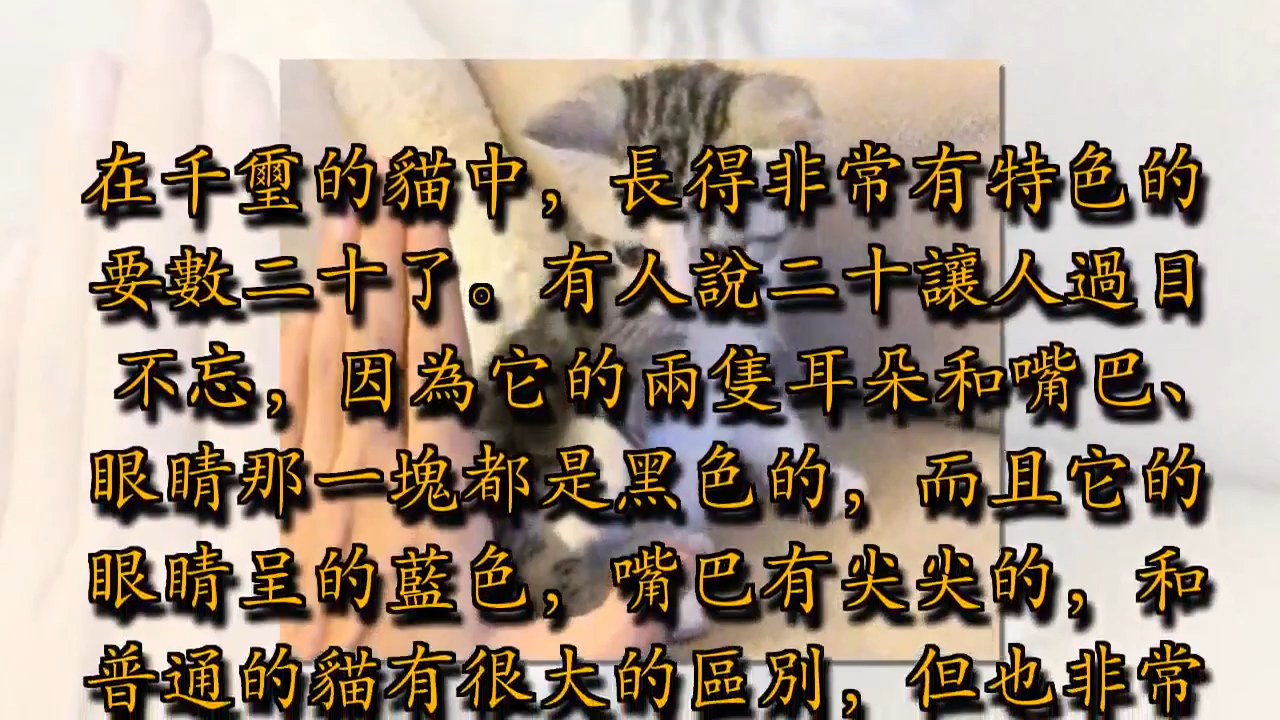 在千璽的貓中，長得非常有特色的
要數二十了。有人說二十讓人過目
不忘，因為它的兩隻耳朵和嘴巴、
眼睛那一塊都是黑色的，而且它的
眼睛呈的藍色，嘴巴有尖尖的，和
普通的貓有很大的區別，但也非常